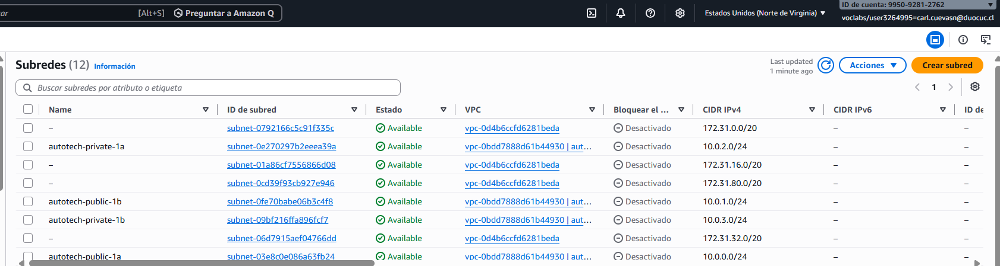 car [Alt+S] Preguntar a Amazon Q Estados Unidos (Norte de Virginia) ID de cuenta: 9950-9281-2762
voclabs/user3264995=carl.cuevasn@duocuc.cl
Subredes (12) Información Last updated 1 minute ago Acciones Crear subred
Buscar subredes por atributo o etiqueta 1
Name ID de subred Estado VPC Bloquear el ... CIDR IPv4 CIDR IPv6 ID de
– subnet-0792166c5c91f335c Available vpc-0d4b6ccfd6281beda Desactivado 172.31.0.0/20 – –
autotech-private-1a subnet-0e270297b2eeea39a Available vpc-0bdd7888d61b44930 | aut... Desactivado 10.0.2.0/24 – –
– subnet-01a86cf7556866d08 Available vpc-0d4b6ccfd6281beda Desactivado 172.31.16.0/20 – –
– subnet-0cd39f93cb927e946 Available vpc-0d4b6ccfd6281beda Desactivado 172.31.80.0/20 – –
autotech-public-1b subnet-0fe70babe06b3c4f8 Available vpc-0bdd7888d61b44930 | aut... Desactivado 10.0.1.0/24 – –
autotech-private-1b subnet-09bf216ffa896fcf7 Available vpc-0bdd7888d61b44930 | aut... Desactivado 10.0.3.0/24 – –
– subnet-06d7915aef04766dd Available vpc-0d4b6ccfd6281beda Desactivado 172.31.32.0/20 – –
autotech-public-1a subnet-03e8c0e086a63fb24 Available vpc-0bdd7888d61b44930 | aut... Desactivado 10.0.0.0/24 – –